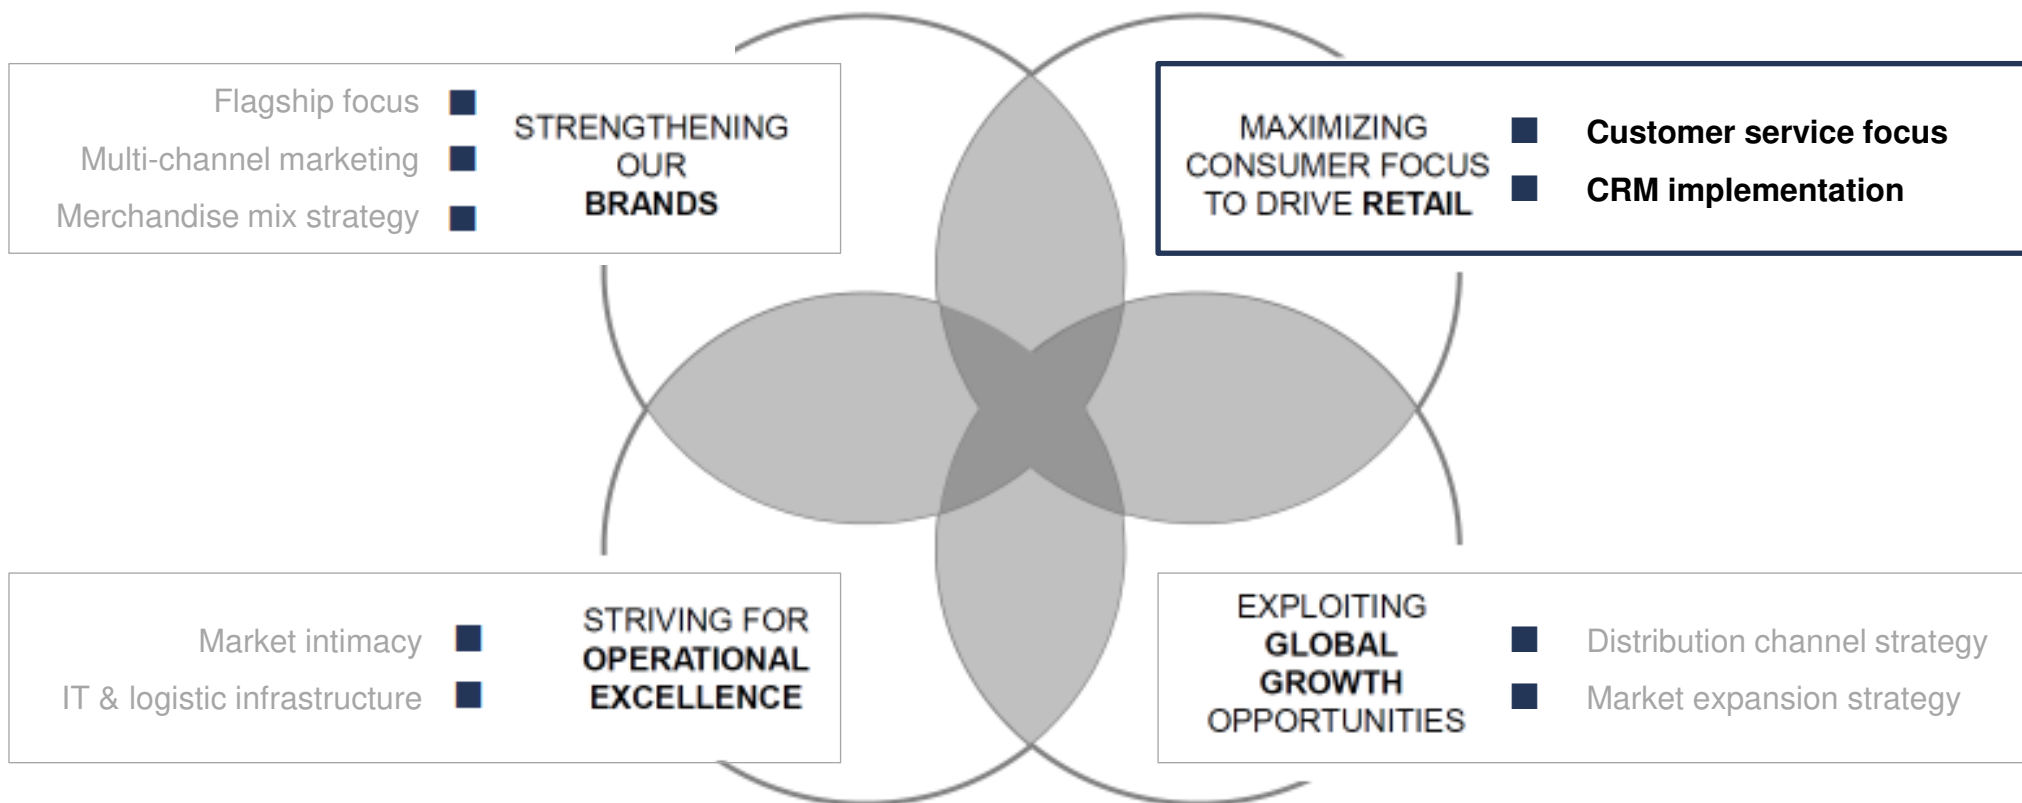 Flagship focus
Multi-channel marketing
Merchandise mix strategy
STRENGTHENING
OUR
BRANDS
MAXIMIZING
CONSUMER FOCUS
TO DRIVE RETAIL
Customer service focus
CRM implementation
Market intimacy
IT & logistic infrastructure
STRIVING FOR
OPERATIONAL
EXCELLENCE
EXPLOITING
GLOBAL
GROWTH
OPPORTUNITIES
Distribution channel strategy
Market expansion strategy